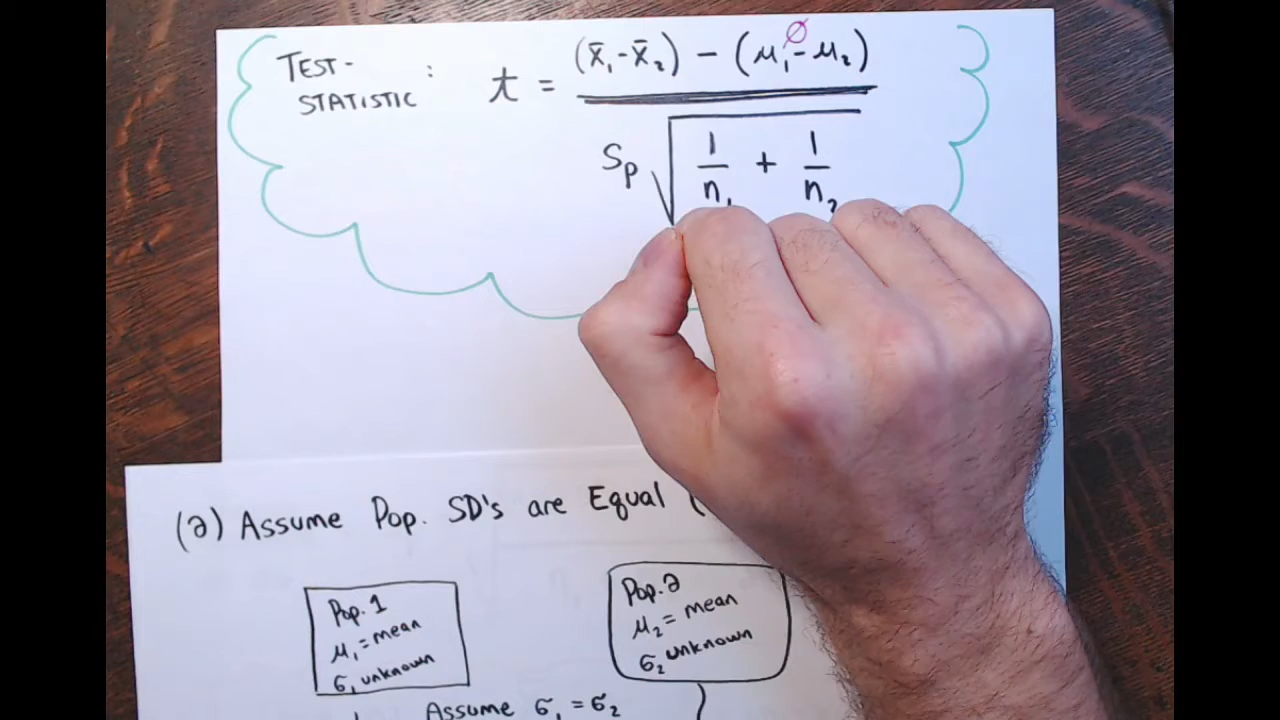 TEST-STATISTIC : t = (x̄₁-x̄₂) - (μ₁-μ₂) 0
Sp √ 1/n₁ + 1/n₂
(2) Assume Pop. SD's are Equal (
Pop. 1
μ₁ = mean
σ₁ unknown
Pop. 2
μ₂ = mean
σ₂ unknown
Assume σ₁ = σ₂